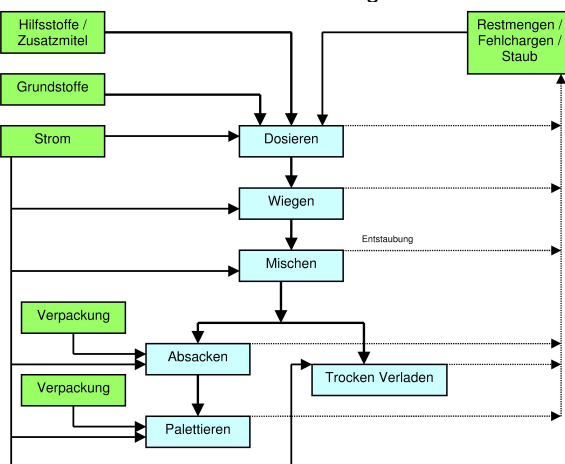 Hilfsstoffe /
Zusatzmitel
Restmengen /
Fehlchargen /
Staub
Grundstoffe
Strom
Dosieren
Wiegen
Entstaubung
Mischen
Verpackung
Absacken
Trocken Verladen
Verpackung
Palettieren